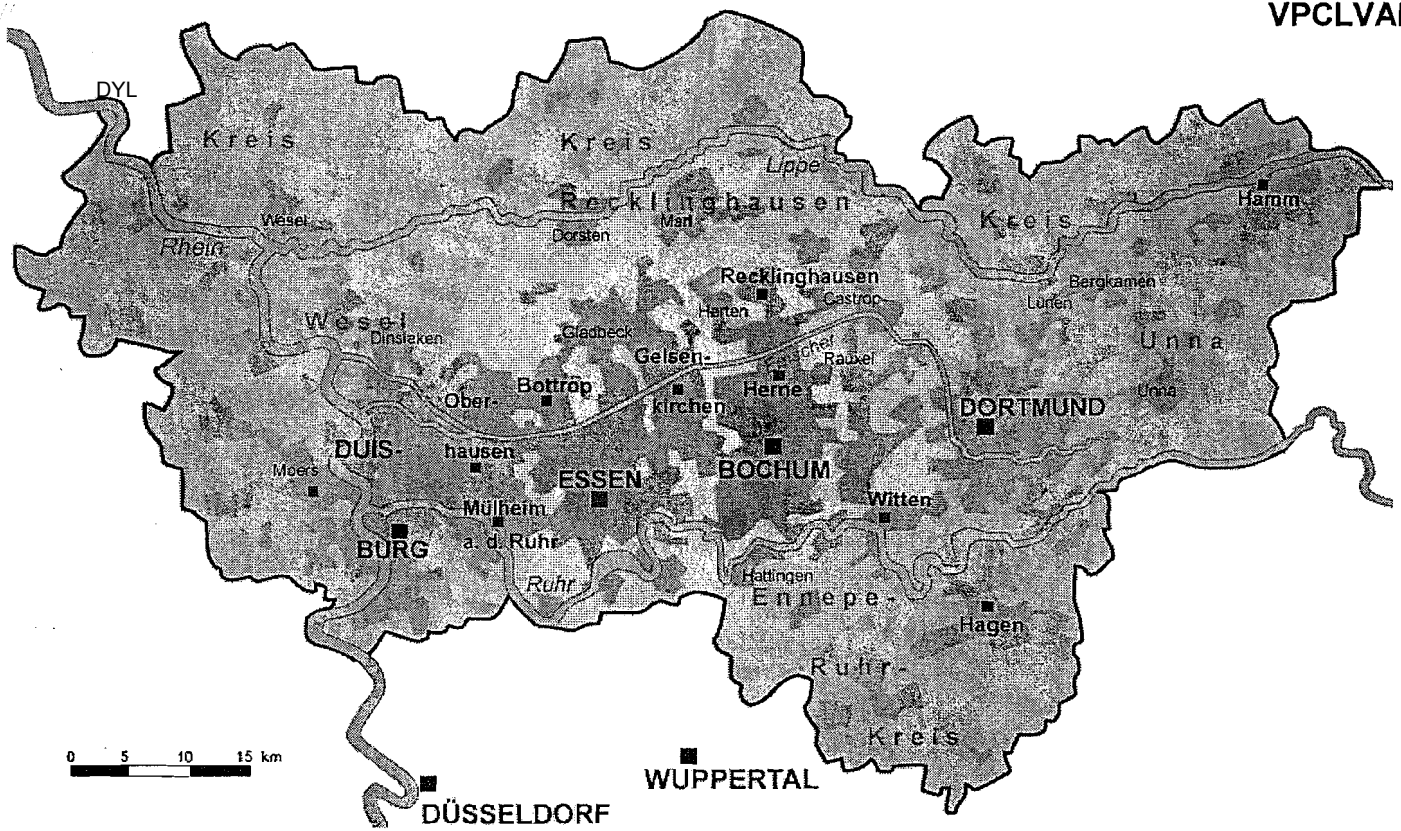 VPCLVAI
DYL
Kreis
Kreis
Lippe
Hamm
Recklinghausen
Kreis
Wesel
Marl
Rhein
Dorsten
Recklinghausen
Bergkamen
Castrop
Lünen
Herten
Wesel
Gladbeck
Dinslaken
Unna
Gelsen-
Rauxel
Bottrop
Herne
Unna
Ober-
kirchen
DORTMUND
DUIS-
hausen
Moers
BOCHUM
ESSEN
Witten
Mülheim
BURG
a. d. Ruhr
Hattingen
Ruhr
Ennepe-
Hagen
Ruhr-
Kreis
0 5 10 15 km
WUPPERTAL
DÜSSELDORF